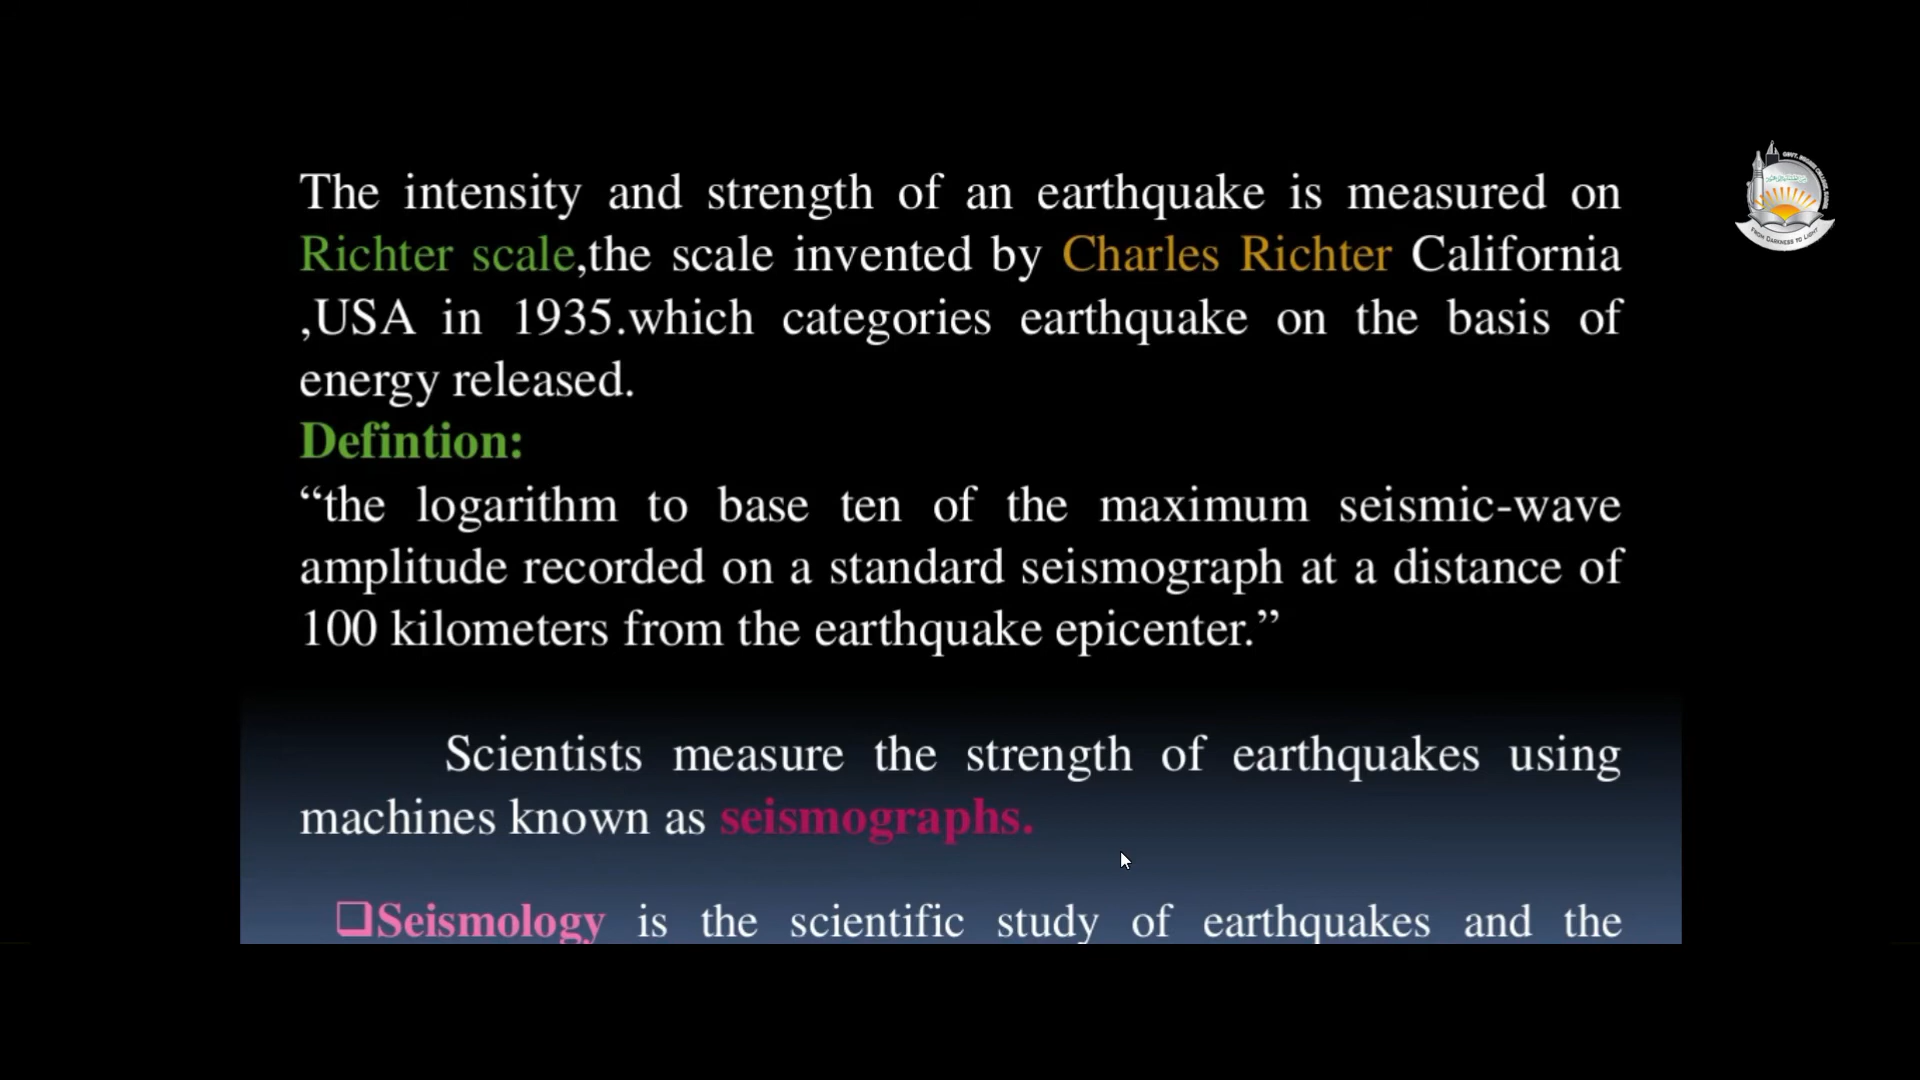 The intensity and strength of an earthquake is measured on
Richter scale,the scale invented by Charles Richter California
,USA in 1935.which categories earthquake on the basis of
energy released.
Defintion:
“the logarithm to base ten of the maximum seismic-wave
amplitude recorded on a standard seismograph at a distance of
100 kilometers from the earthquake epicenter.”
Scientists measure the strength of earthquakes using
machines known as seismographs.
❑Seismology is the scientific study of earthquakes and the
FROM DARKNESS TO LIGHT